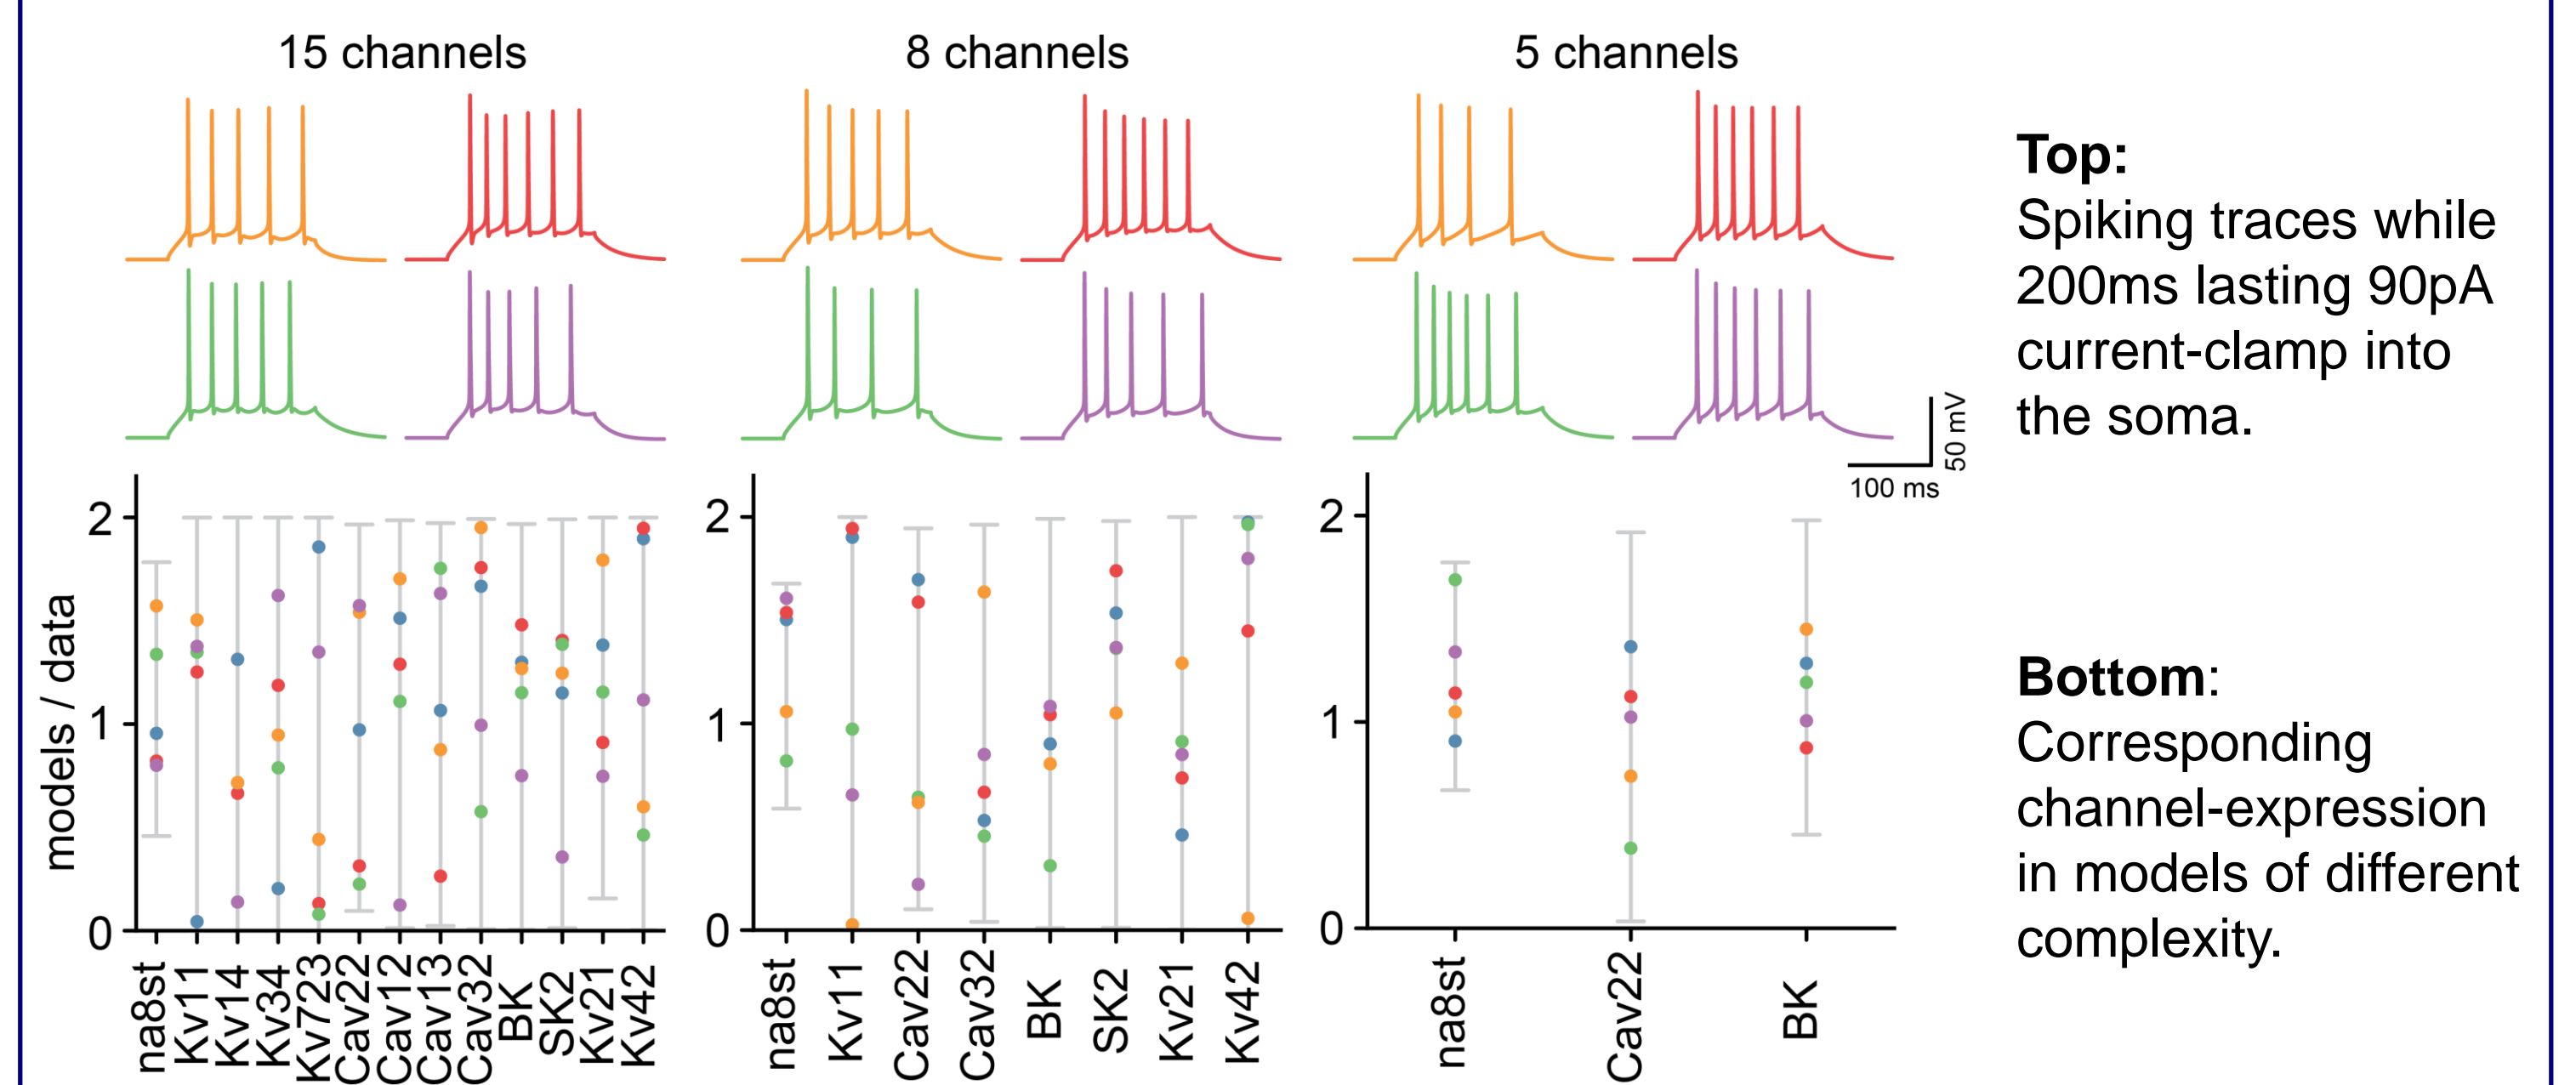 15 channels
8 channels
5 channels
Top:
Spiking traces while
200ms lasting 90pA
current-clamp into
the soma.
50 mV
100 ms
models / data
2
1
0
na8st
Kv11
Kv14
Kv34
Kv723
Cav22
Cav12
Cav13
Cav32
BK
SK2
Kv21
Kv42
2
1
0
na8st
Kv11
Cav22
Cav32
BK
SK2
Kv21
Kv42
2
1
0
na8st
Cav22
BK
Bottom:
Corresponding
channel-expression
in models of different
complexity.